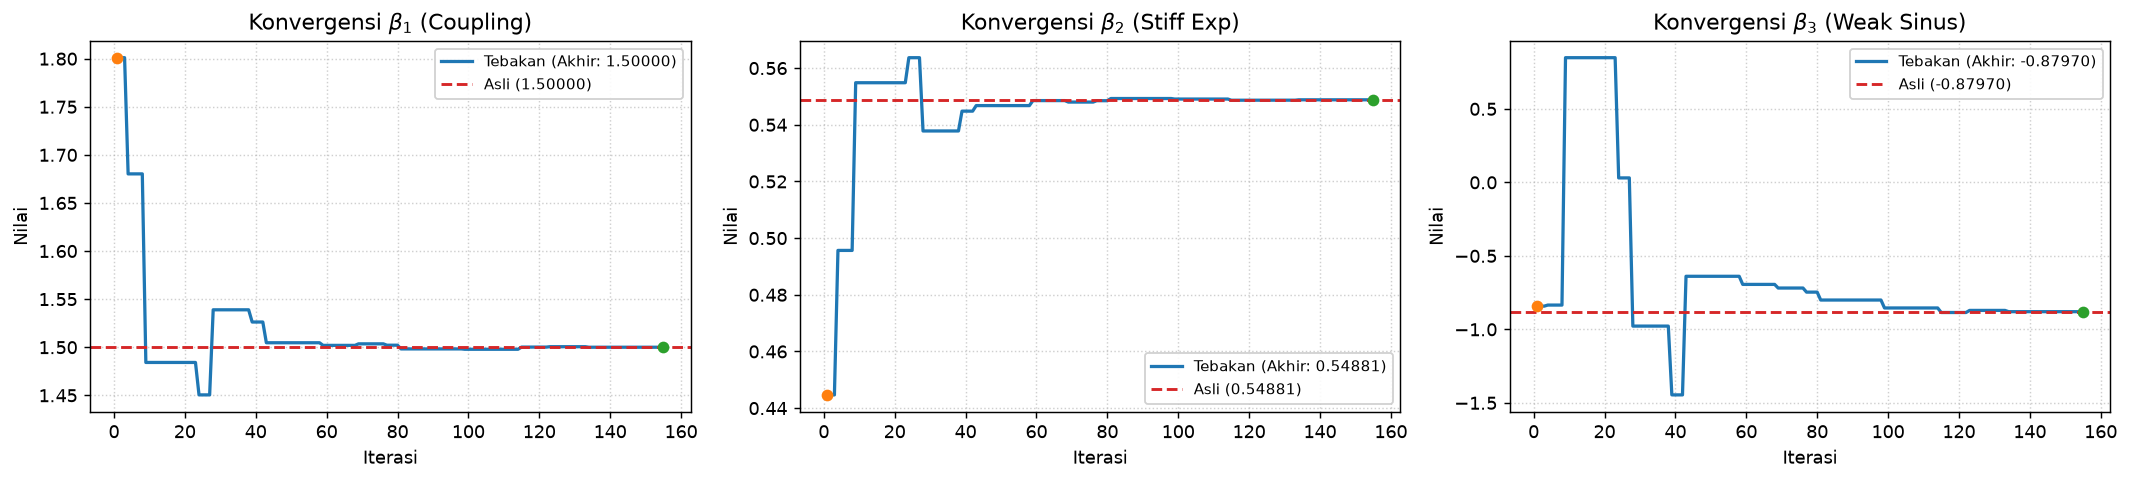 Konvergensi β₁ (Coupling)
Nilai
1.80
1.75
1.70
1.65
1.60
1.55
1.50
1.45
Tebakan (Akhir: 1.50000)
Asli (1.50000)
0 20 40 60 80 100 120 140 160
Iterasi
Konvergensi β₂ (Stiff Exp)
Nilai
0.56
0.54
0.52
0.50
0.48
0.46
0.44
Tebakan (Akhir: 0.54881)
Asli (0.54881)
0 20 40 60 80 100 120 140 160
Iterasi
Konvergensi β₃ (Weak Sinus)
Nilai
0.5
0.0
−0.5
−1.0
−1.5
Tebakan (Akhir: -0.87970)
Asli (-0.87970)
0 20 40 60 80 100 120 140 160
Iterasi